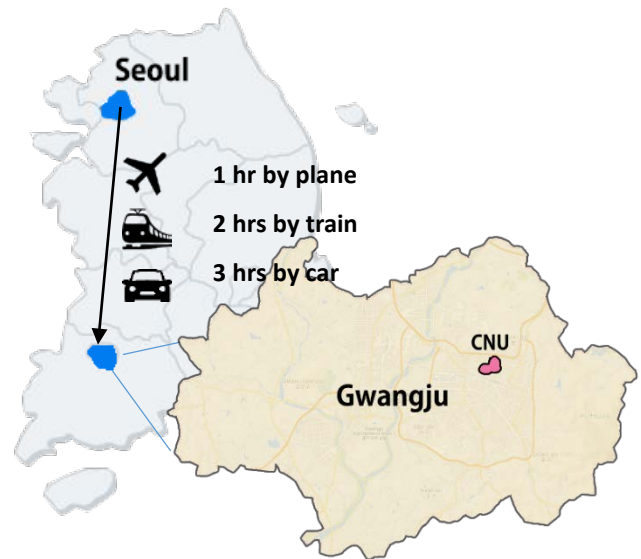 Seoul
1 hr by plane
2 hrs by train
3 hrs by car
CNU
Gwangju